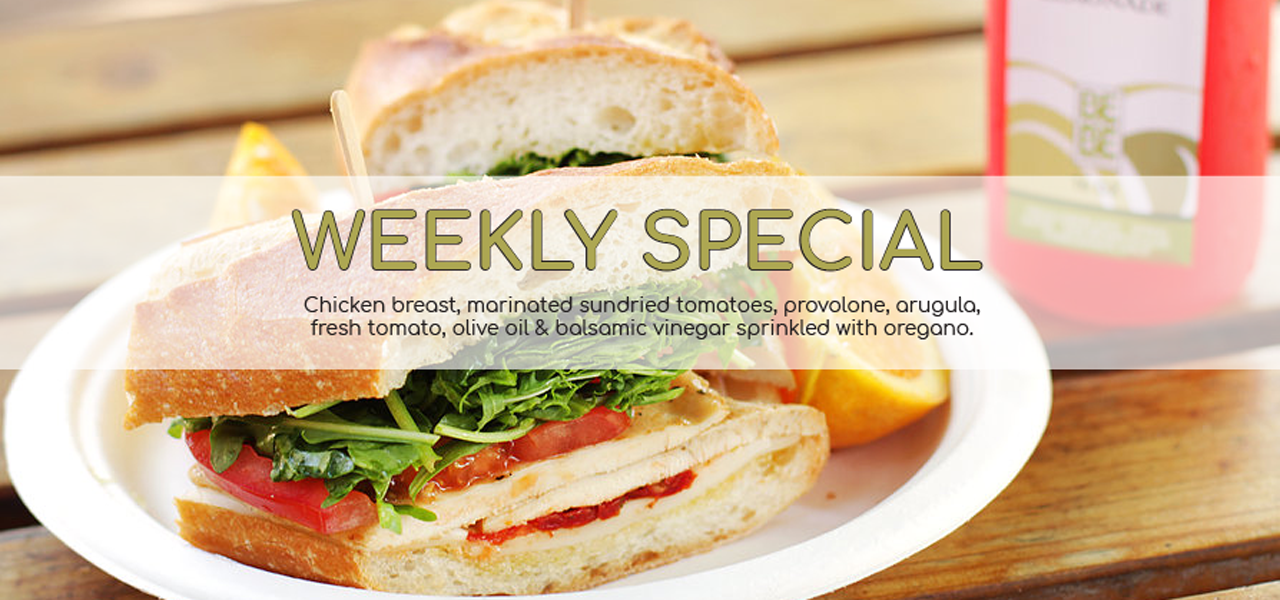 WEEKLY SPECIAL
Chicken breast, marinated sundried tomatoes, provolone, arugula,
fresh tomato, olive oil & balsamic vinegar sprinkled with oregano.